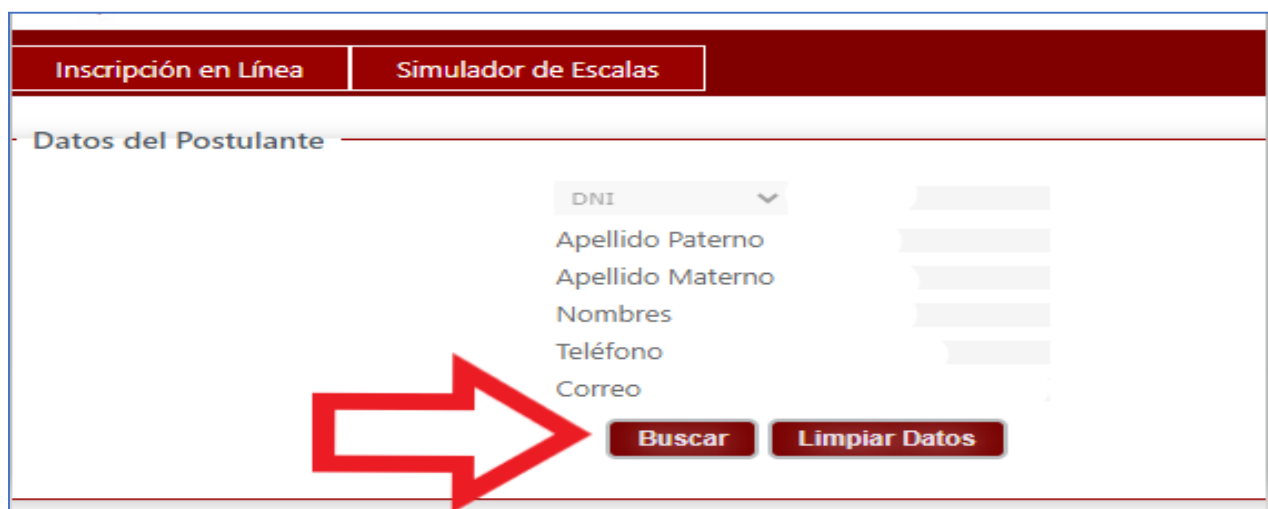 Inscripción en Línea Simulador de Escalas
Datos del Postulante
DNI
Apellido Paterno
Apellido Materno
Nombres
Teléfono
Correo
Buscar Limpiar Datos